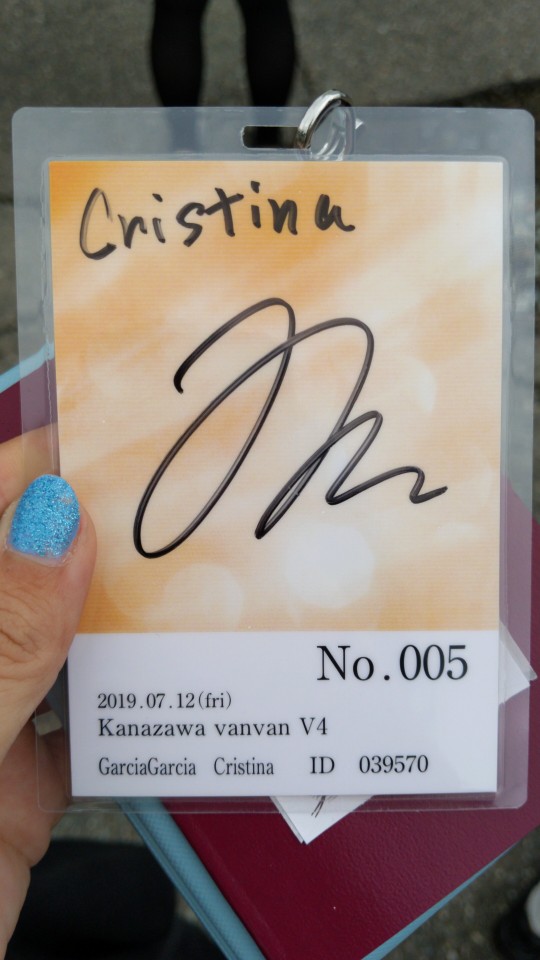 Cristina
No.005
2019.07.12(fri)
Kanazawa vanvan V4
GarciaGarcia Cristina ID 039570